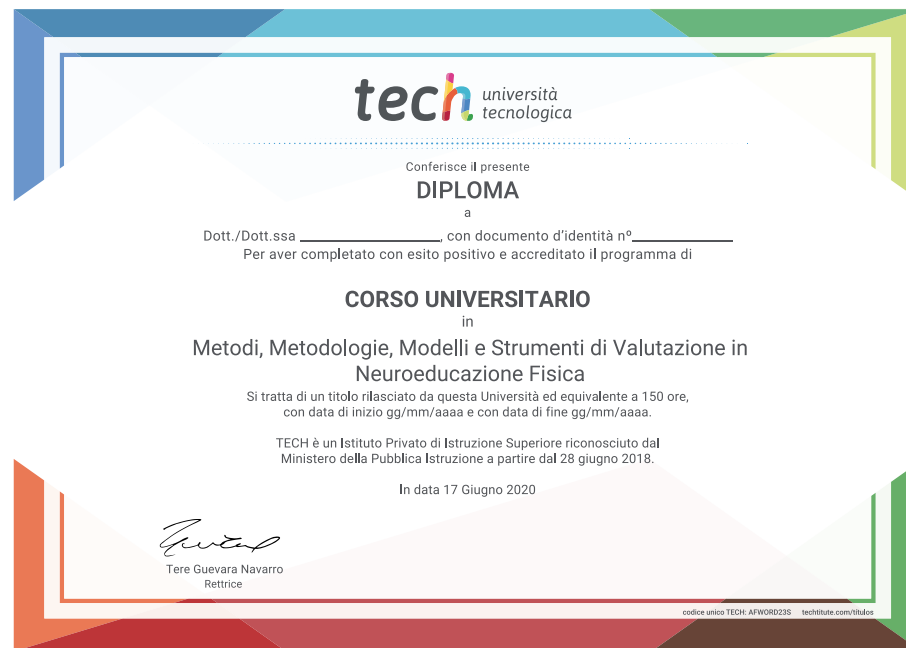 tech università
tecnologica
Conferisce il presente
DIPLOMA
a
Dott./Dott.ssa ____________________, con documento d'identità nº______________
Per aver completato con esito positivo e accreditato il programma di
CORSO UNIVERSITARIO
in
Metodi, Metodologie, Modelli e Strumenti di Valutazione in
Neuroeducazione Fisica
Si tratta di un titolo rilasciato da questa Università ed equivalente a 150 ore,
con data di inizio gg/mm/aaaa e con data di fine gg/mm/aaaa.
TECH è un Istituto Privato di Istruzione Superiore riconosciuto dal
Ministero della Pubblica Istruzione a partire dal 28 giugno 2018.
In data 17 Giugno 2020
Tere Guevara Navarro
Rettrice
codice unico TECH: AFWORD23S techtitute.com/titulos